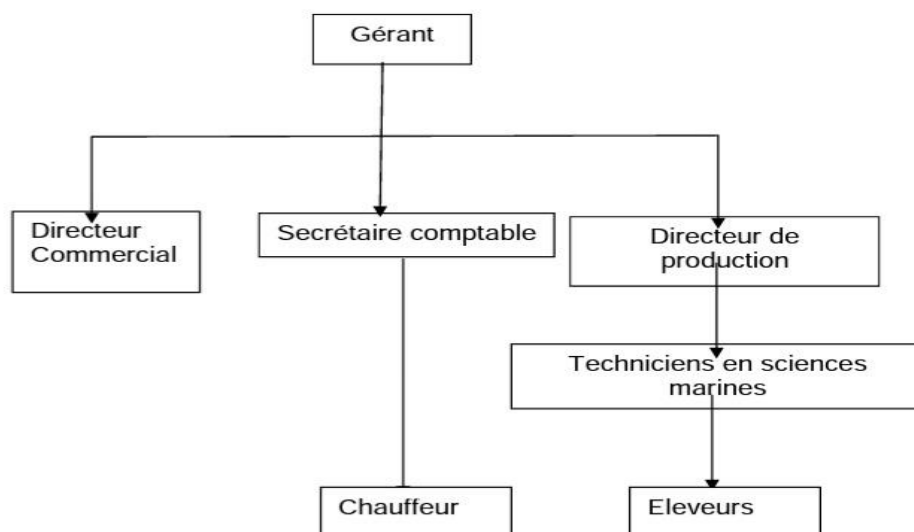 Gérant
Directeur
Commercial
Secrétaire comptable
Directeur de
production
Techniciens en sciences
marines
Chauffeur
Eleveurs